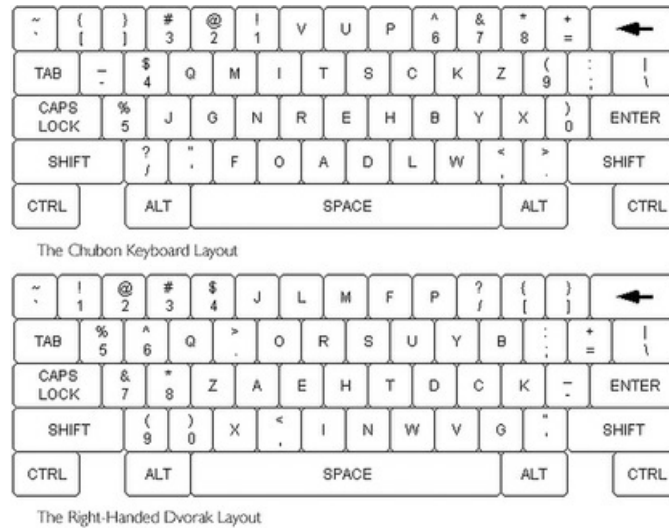 ~ { } # @ ! V U P ^ & * +
` [ ] 3 2 1 6 7 8 =
TAB _ $ Q M I T S C K Z ( : |
- 4 9 ; \
CAPS LOCK % J G N R E H B Y X ) ENTER
5 0
SHIFT ? " F O A D L W < > SHIFT
/ ' , .
CTRL ALT SPACE ALT CTRL
The Chubon Keyboard Layout
~ ! @ # $ J L M F P ? { }
` 1 2 3 4 / [ ]
TAB % ^ Q > O R S U Y B : + |
5 6 . ; = \
CAPS LOCK & * Z A E H T D C K _ ENTER
7 8 -
SHIFT ( ) X < I N W V G " SHIFT
9 0 , '
CTRL ALT SPACE ALT CTRL
The Right-Handed Dvorak Layout